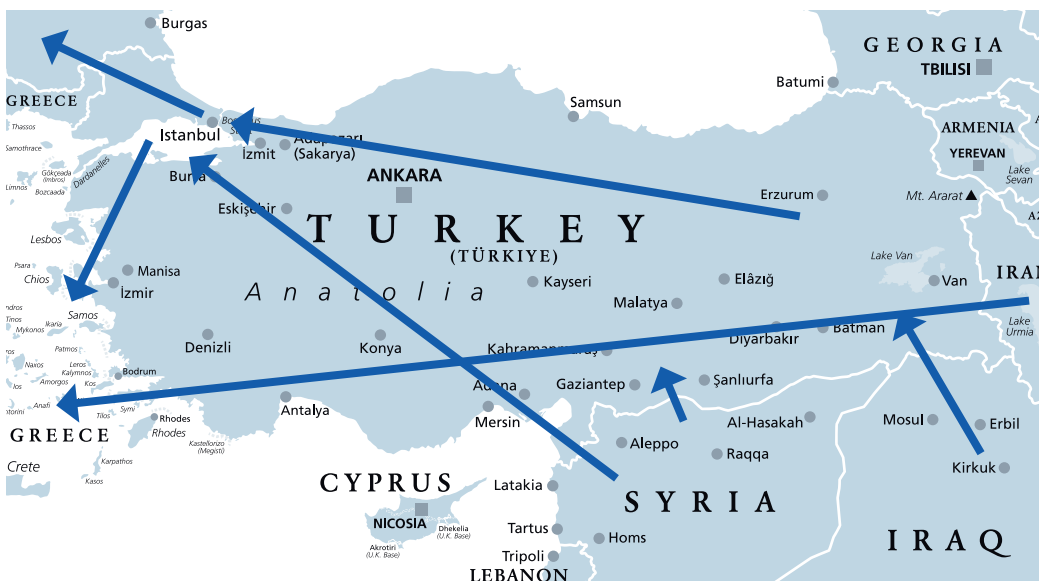 Burgas
GEORGIA
TBILISI
Batumi
GREECE
Samsun
Thassos
Istanbul
ARMENIA
Samothrace
İzmit
(Sakarya)
YEREVAN
Lake
Sevan
Gökçeada
(Imbros)
Dardanelles
Limnos
Bozcaada
ANKARA
Erzurum
Mt. Ararat
Eskişehir
TURKEY
(TÜRKIYE)
Lesbos
Lake Van
Psara
Chios
Manisa
İzmir
Anatolia
Kayseri
Elâzığ
Van
IRAN
Malatya
Samos
Ikaria
Tinos
Mykonos
Lake
Urmia
Denizli
Konya
Diyarbakır
Batman
Patmos
Naxos
Leros
Kalymnos
Bodrum
Amorgos
Kos
Ios
Gaziantep
Şanlıurfa
Anafi
Symi
Tilos
Rhodes
Rhodes
Antalya
Mersin
Al-Hasakah
Mosul
Erbil
GREECE
Kastellorizo
(Megisti)
Aleppo
Raqqa
Karpathos
Crete
Kasos
Kirkuk
CYPRUS
Latakia
SYRIA
NICOSIA
Dhekelia
(U.K. Base)
Tartus
Homs
IRAQ
Akrotiri
(U.K. Base)
Tripoli
LEBANON